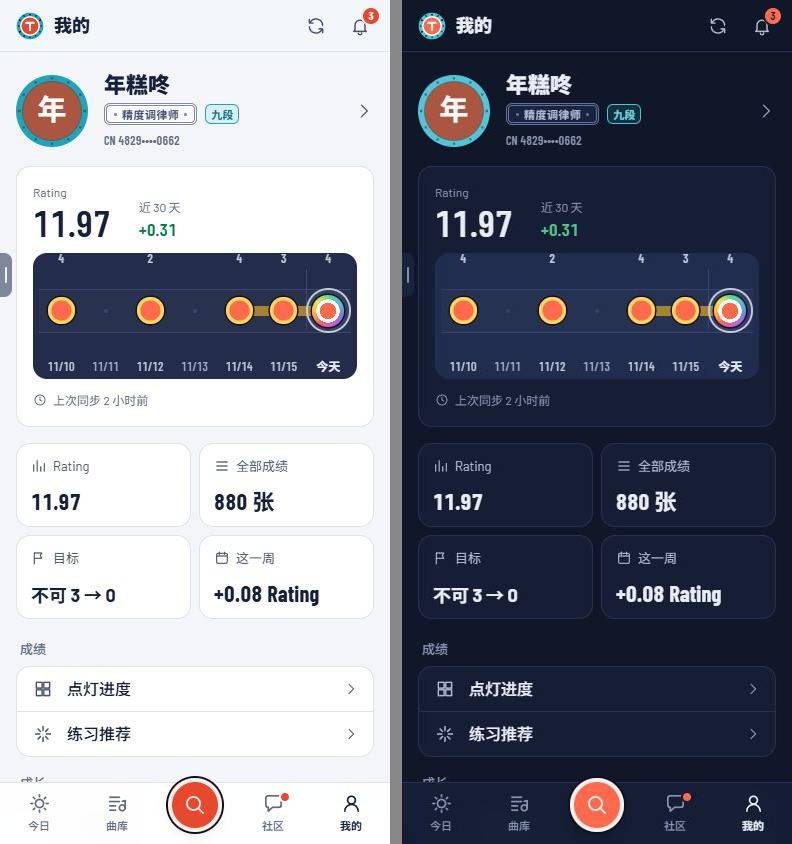 T 我的 3
年
年糕咚
精度调律师 九段
CN 4829••••0662
Rating
11.97
近 30 天
+0.31
4 2 4 3 4
11/10 11/11 11/12 11/13 11/14 11/15 今天
上次同步 2 小时前
Rating
11.97
全部成绩
880 张
目标
不可 3 → 0
这一周
+0.08 Rating
成绩
点灯进度
练习推荐
成长
今日 曲库 社区 我的
T 我的 3
年
年糕咚
精度调律师 九段
CN 4829••••0662
Rating
11.97
近 30 天
+0.31
4 2 4 3 4
11/10 11/11 11/12 11/13 11/14 11/15 今天
上次同步 2 小时前
Rating
11.97
全部成绩
880 张
目标
不可 3 → 0
这一周
+0.08 Rating
成绩
点灯进度
练习推荐
成长
今日 曲库 社区 我的